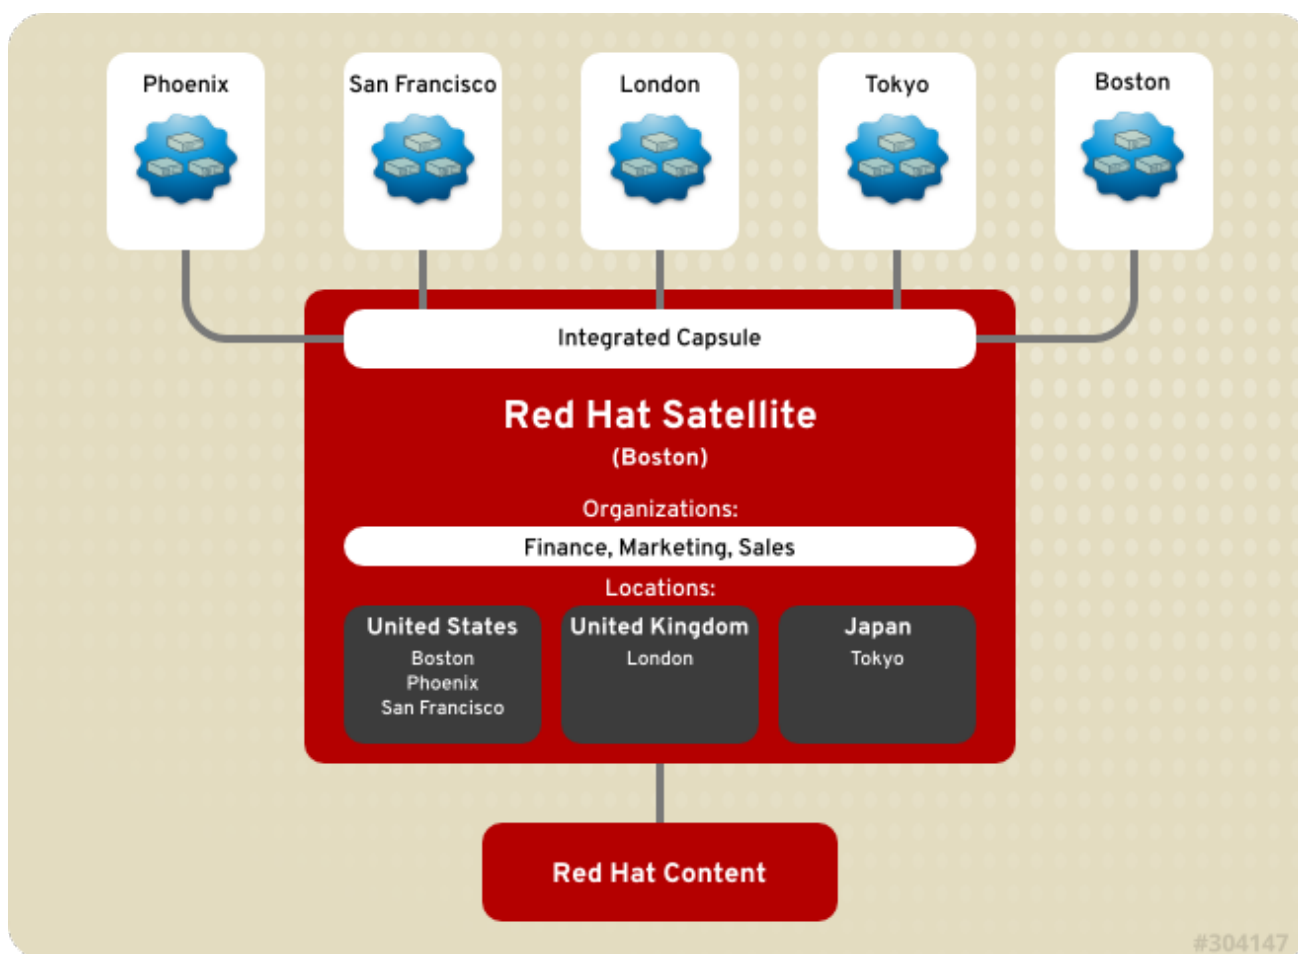 Phoenix
San Francisco
London
Tokyo
Boston
Integrated Capsule
Red Hat Satellite
(Boston)
Organizations:
Finance, Marketing, Sales
Locations:
United States
Boston
Phoenix
San Francisco
United Kingdom
London
Japan
Tokyo
Red Hat Content
#304147